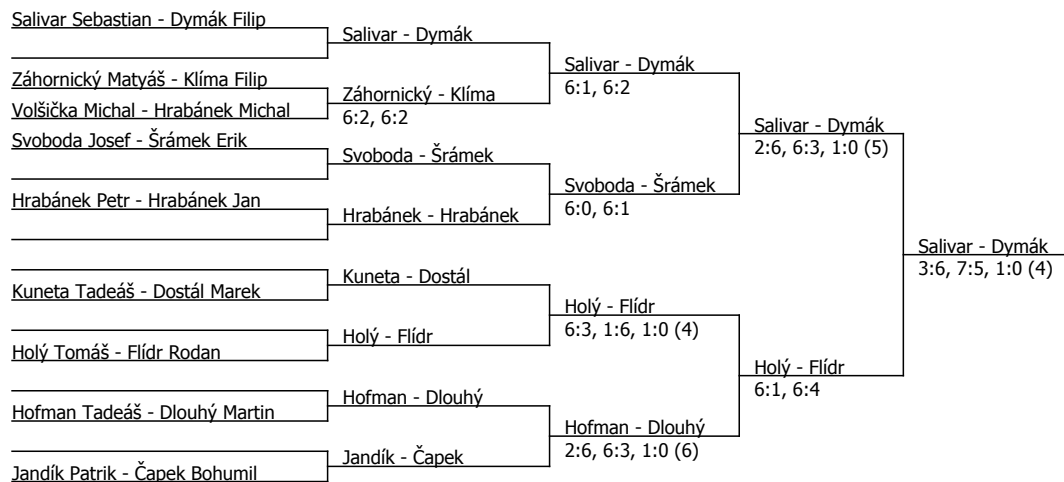 Salivar Sebastian - Dymák Filip
Záhornický Matyáš - Klíma Filip
Volšička Michal - Hrabánek Michal
Svoboda Josef - Šrámek Erik
Hrabánek Petr - Hrabánek Jan
Kuneta Tadeáš - Dostál Marek
Holý Tomáš - Flídr Rodan
Hofman Tadeáš - Dlouhý Martin
Jandík Patrik - Čapek Bohumil
Salivar - Dymák
Záhornický - Klíma
6:2, 6:2
Svoboda - Šrámek
Hrabánek - Hrabánek
Kuneta - Dostál
Holý - Flídr
Hofman - Dlouhý
Jandík - Čapek
Salivar - Dymák
6:1, 6:2
Svoboda - Šrámek
6:0, 6:1
Holý - Flídr
6:3, 1:6, 1:0 (4)
Hofman - Dlouhý
2:6, 6:3, 1:0 (6)
Salivar - Dymák
2:6, 6:3, 1:0 (5)
Holý - Flídr
6:1, 6:4
Salivar - Dymák
3:6, 7:5, 1:0 (4)